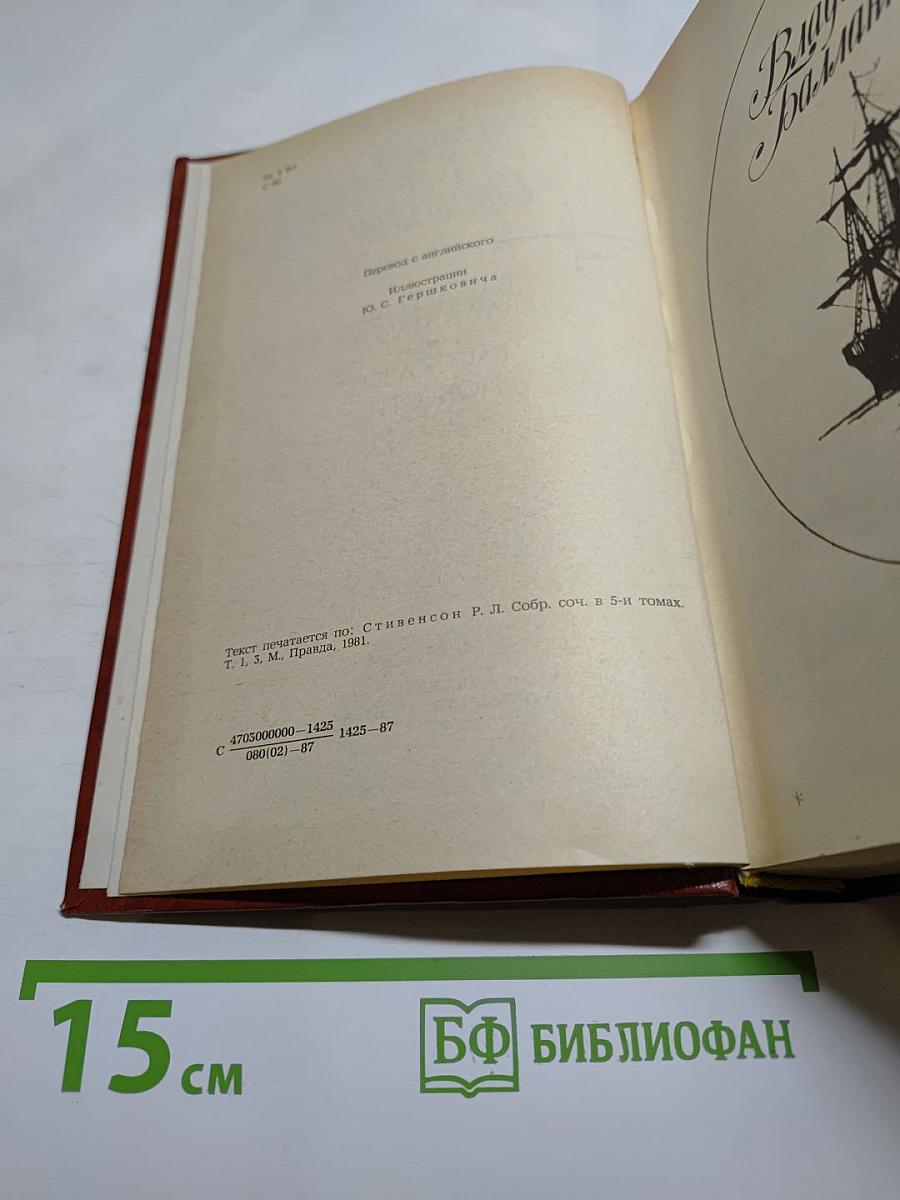 Перевод с английского
Иллюстрации
Ю. С. Гершковича
Текст печатается по: Стивенсон Р. Л. Собр. соч. в 5-и томах.
Т. 1, 3, М., Правда, 1981.
С 4703000000—1425
080(02)—87
1425—87
15 см
БФ БИБЛИОФАН